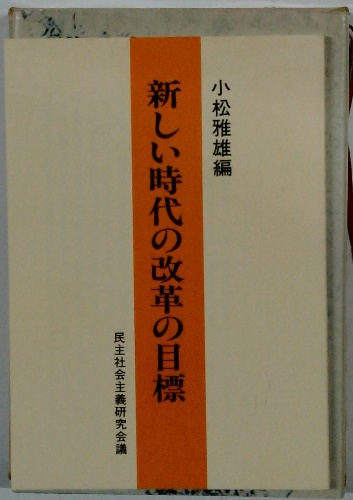 小松雅雄編
新しい時代の改革の目標
民主社会主義研究会議